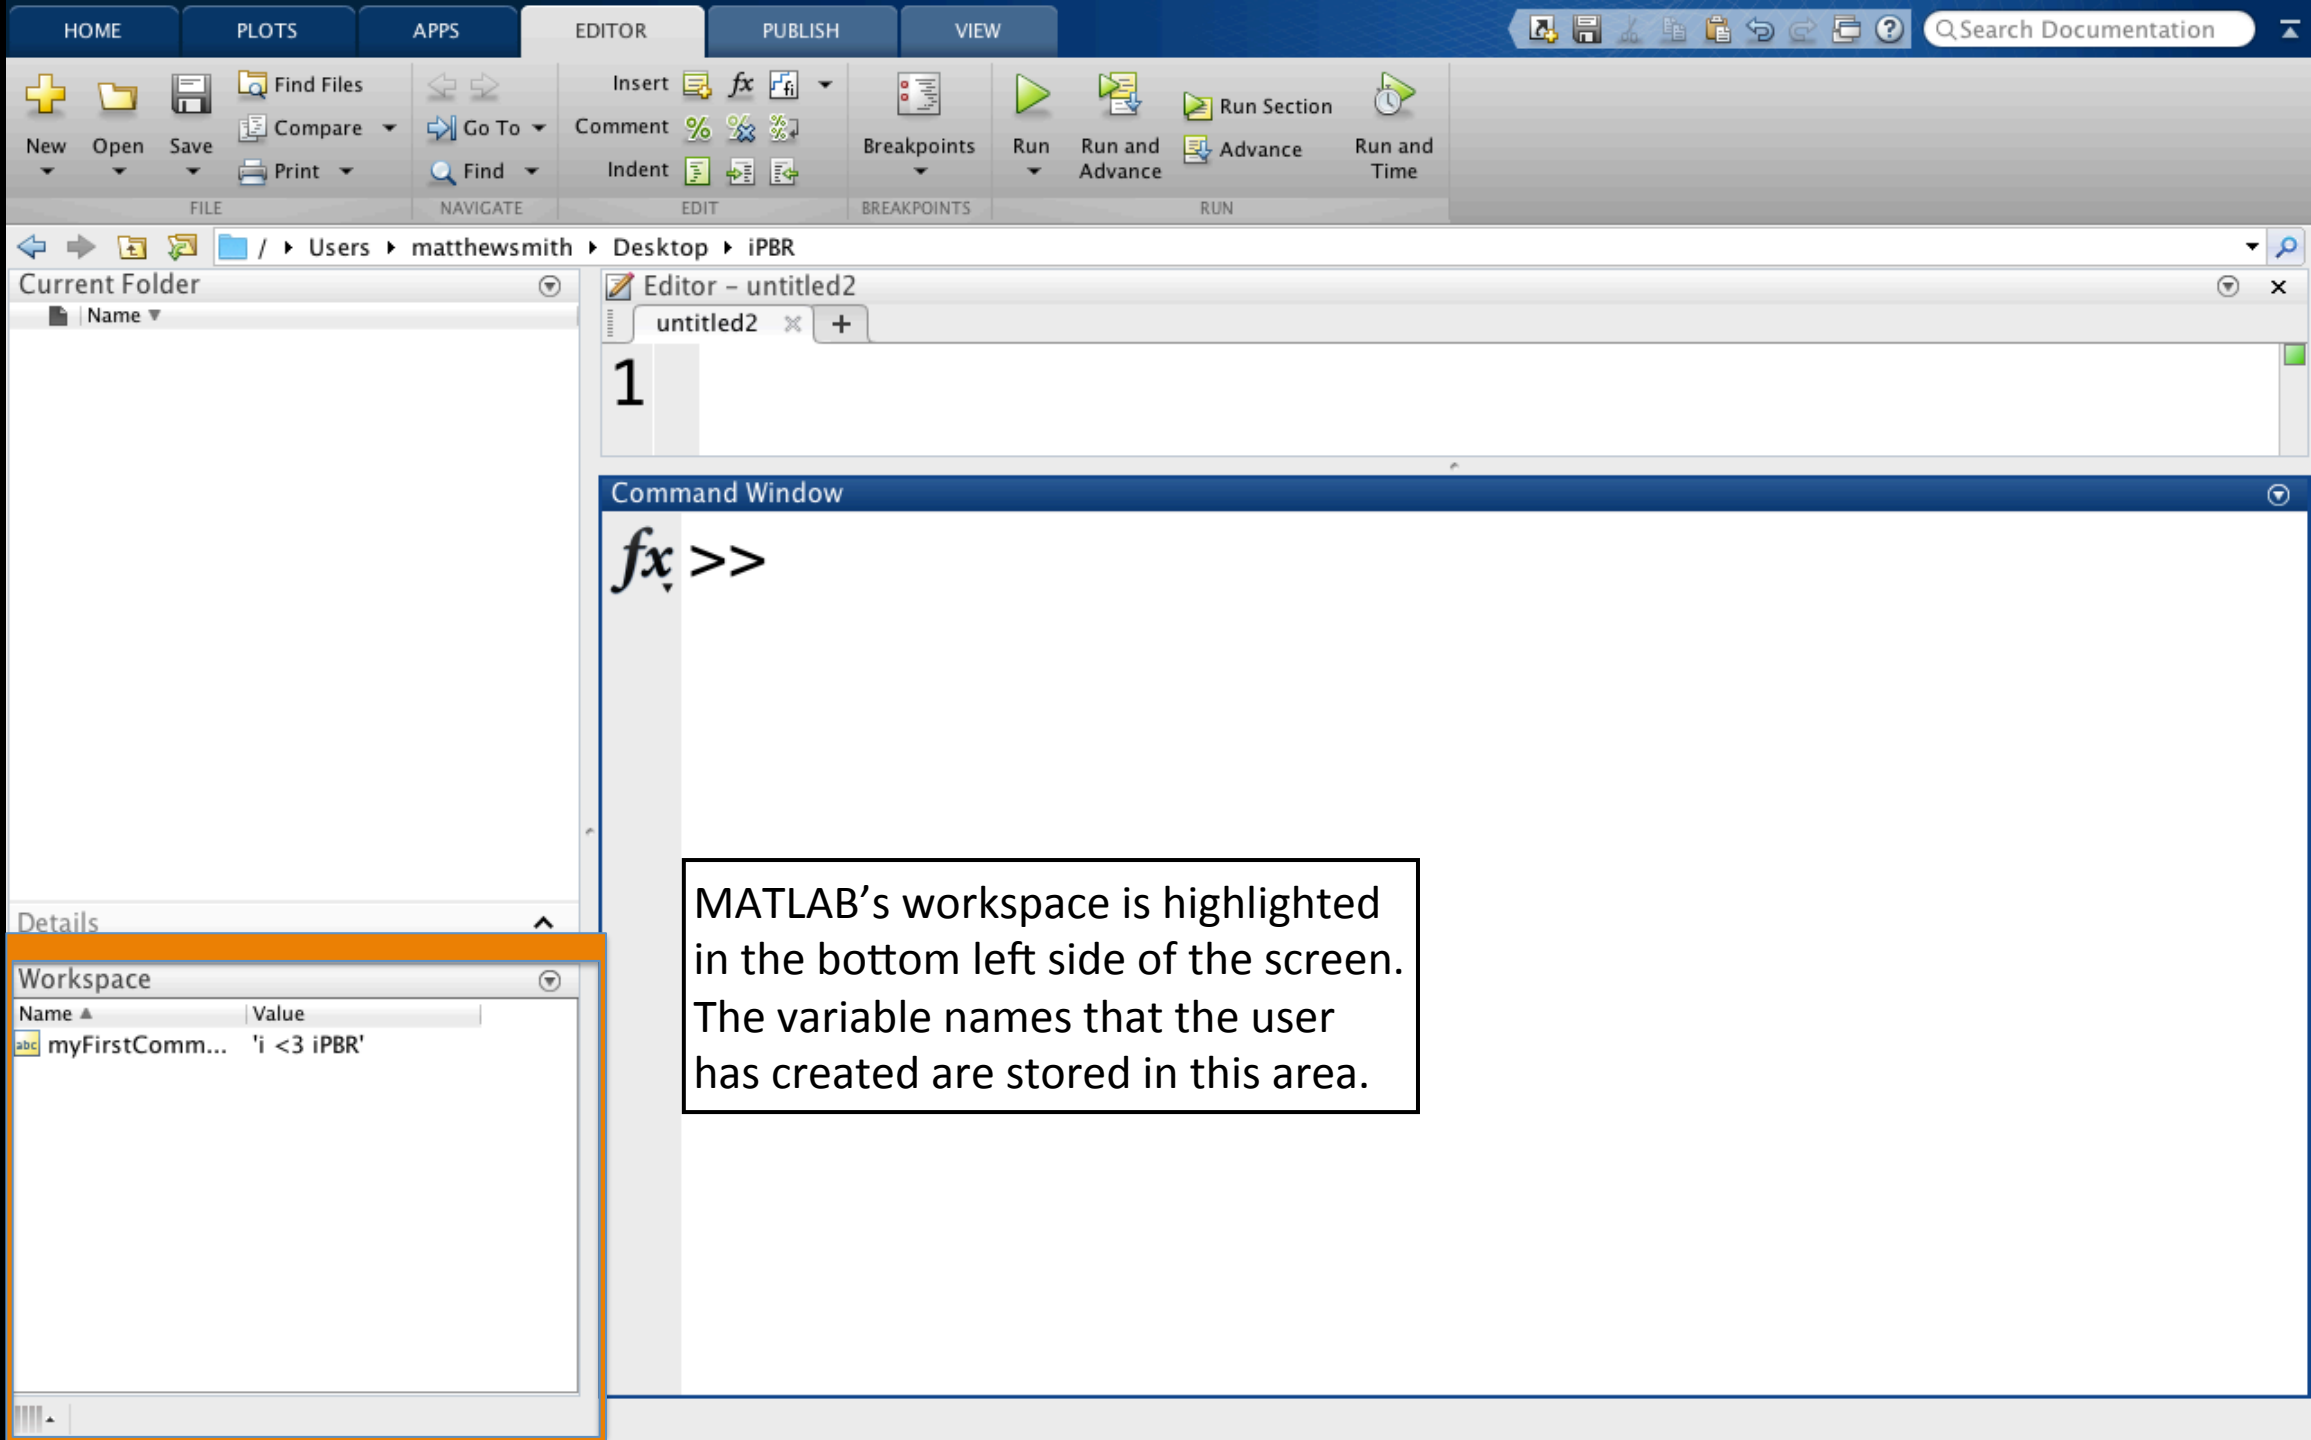 HOME PLOTS APPS EDITOR PUBLISH VIEW Search Documentation
New Open Save Find Files Compare Print
FILE
Go To Find
NAVIGATE
Insert fx fi
Comment % % %
Indent
EDIT
Breakpoints
BREAKPOINTS
Run Run and Advance Run Section Advance Run and Time
RUN
/ Users matthewsmith Desktop iPBR
Current Folder
Name
Editor – untitled2
untitled2 +
1
Command Window
fx >>
MATLAB’s workspace is highlighted
in the bottom left side of the screen.
The variable names that the user
has created are stored in this area.
Details
Workspace
Name Value
abc myFirstComm... 'i <3 iPBR'